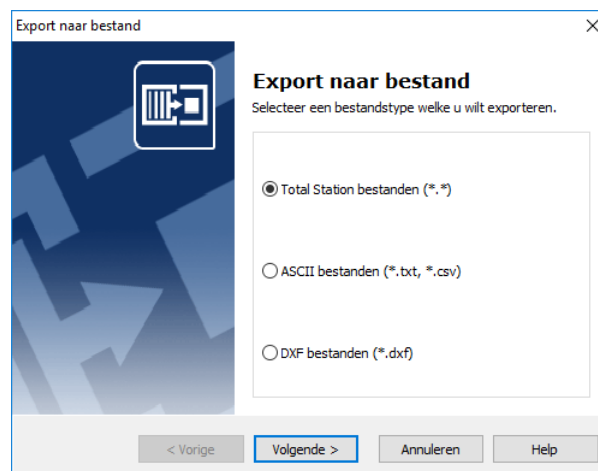 Export naar bestand
Export naar bestand
Selecteer een bestandstype welke u wilt exporteren.
Total Station bestanden (*.*)
ASCII bestanden (*.txt, *.csv)
DXF bestanden (*.dxf)
< Vorige Volgende > Annuleren Help